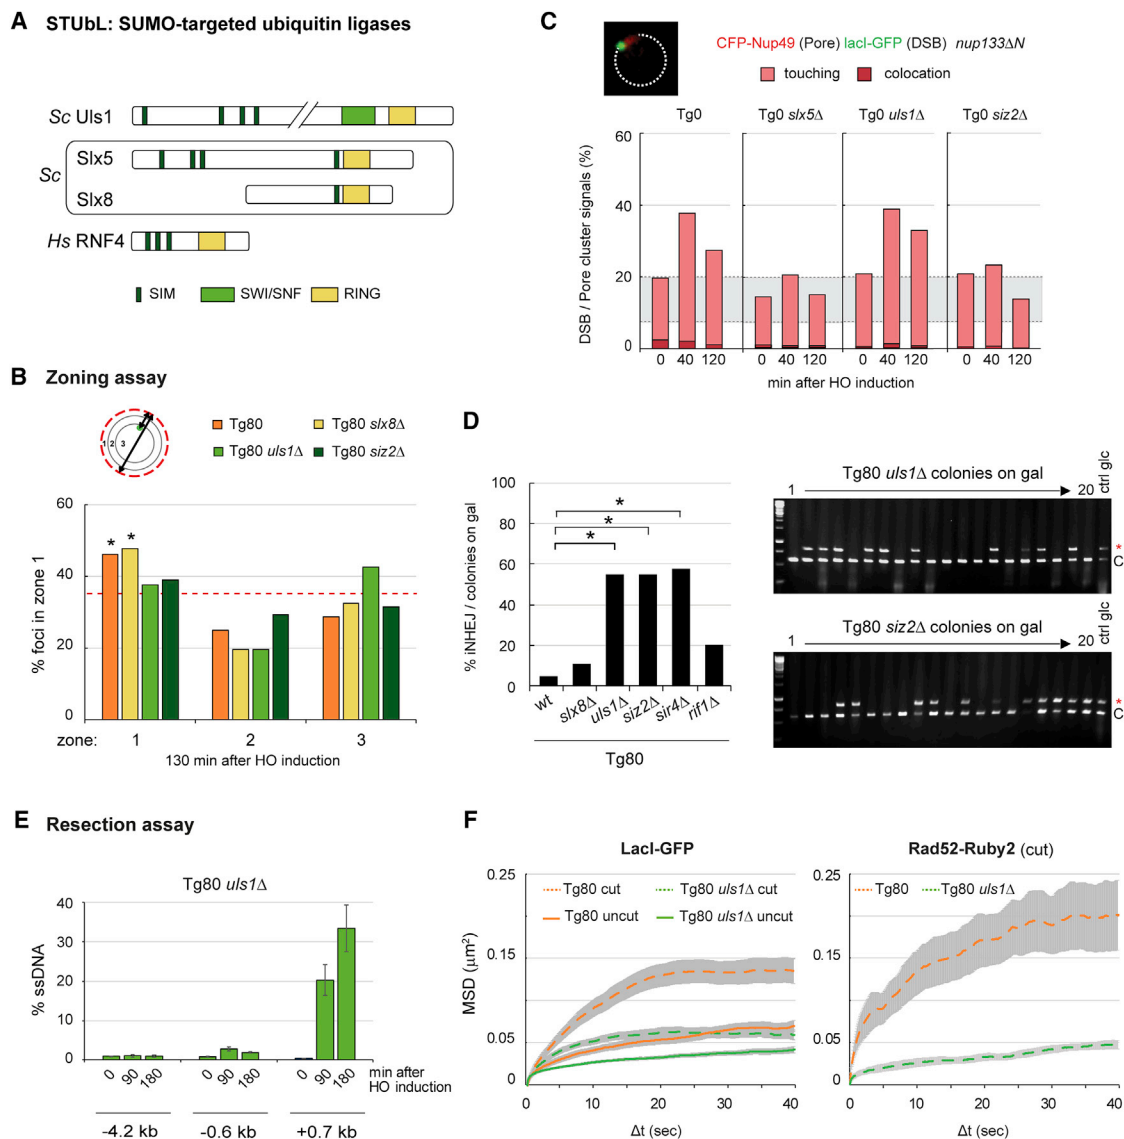 A STUbL: SUMO-targeted ubiquitin ligases
Sc Uls1
Sc
Slx5
Slx8
Hs RNF4
SIM SWI/SNF RING
B Zoning assay
1 2 3
Tg80 Tg80 slx8Δ
Tg80 uls1Δ Tg80 siz2Δ
% foci in zone 1
60
40
20
0
* *
zone: 1 2 3
130 min after HO induction
C
CFP-Nup49 (Pore) lacI-GFP (DSB) nup133ΔN
touching colocation
Tg0 Tg0 slx5Δ Tg0 uls1Δ Tg0 siz2Δ
DSB / Pore cluster signals (%)
60
40
20
0
0 40 120 0 40 120 0 40 120 0 40 120
min after HO induction
D
% iNHEJ / colonies on gal
100
80
60
40
20
0
*
*
*
wt slx8Δ uls1Δ siz2Δ sir4Δ rif1Δ
Tg80
Tg80 uls1Δ colonies on gal
1 20 ctrl glc
*
C
Tg80 siz2Δ colonies on gal
1 20 ctrl glc
*
C
E Resection assay
Tg80 uls1Δ
% ssDNA
40
30
20
10
0
0 90 180 0 90 180 0 90 180 min after
HO induction
-4.2 kb -0.6 kb +0.7 kb
F
LacI-GFP
MSD (µm²)
0.25
0.15
0.05
0
Tg80 cut Tg80 uls1Δ cut
Tg80 uncut Tg80 uls1Δ uncut
0 10 20 30 40
Δt (sec)
Rad52-Ruby2 (cut)
0.25
0.15
0.05
0
Tg80 Tg80 uls1Δ
0 10 20 30 40
Δt (sec)